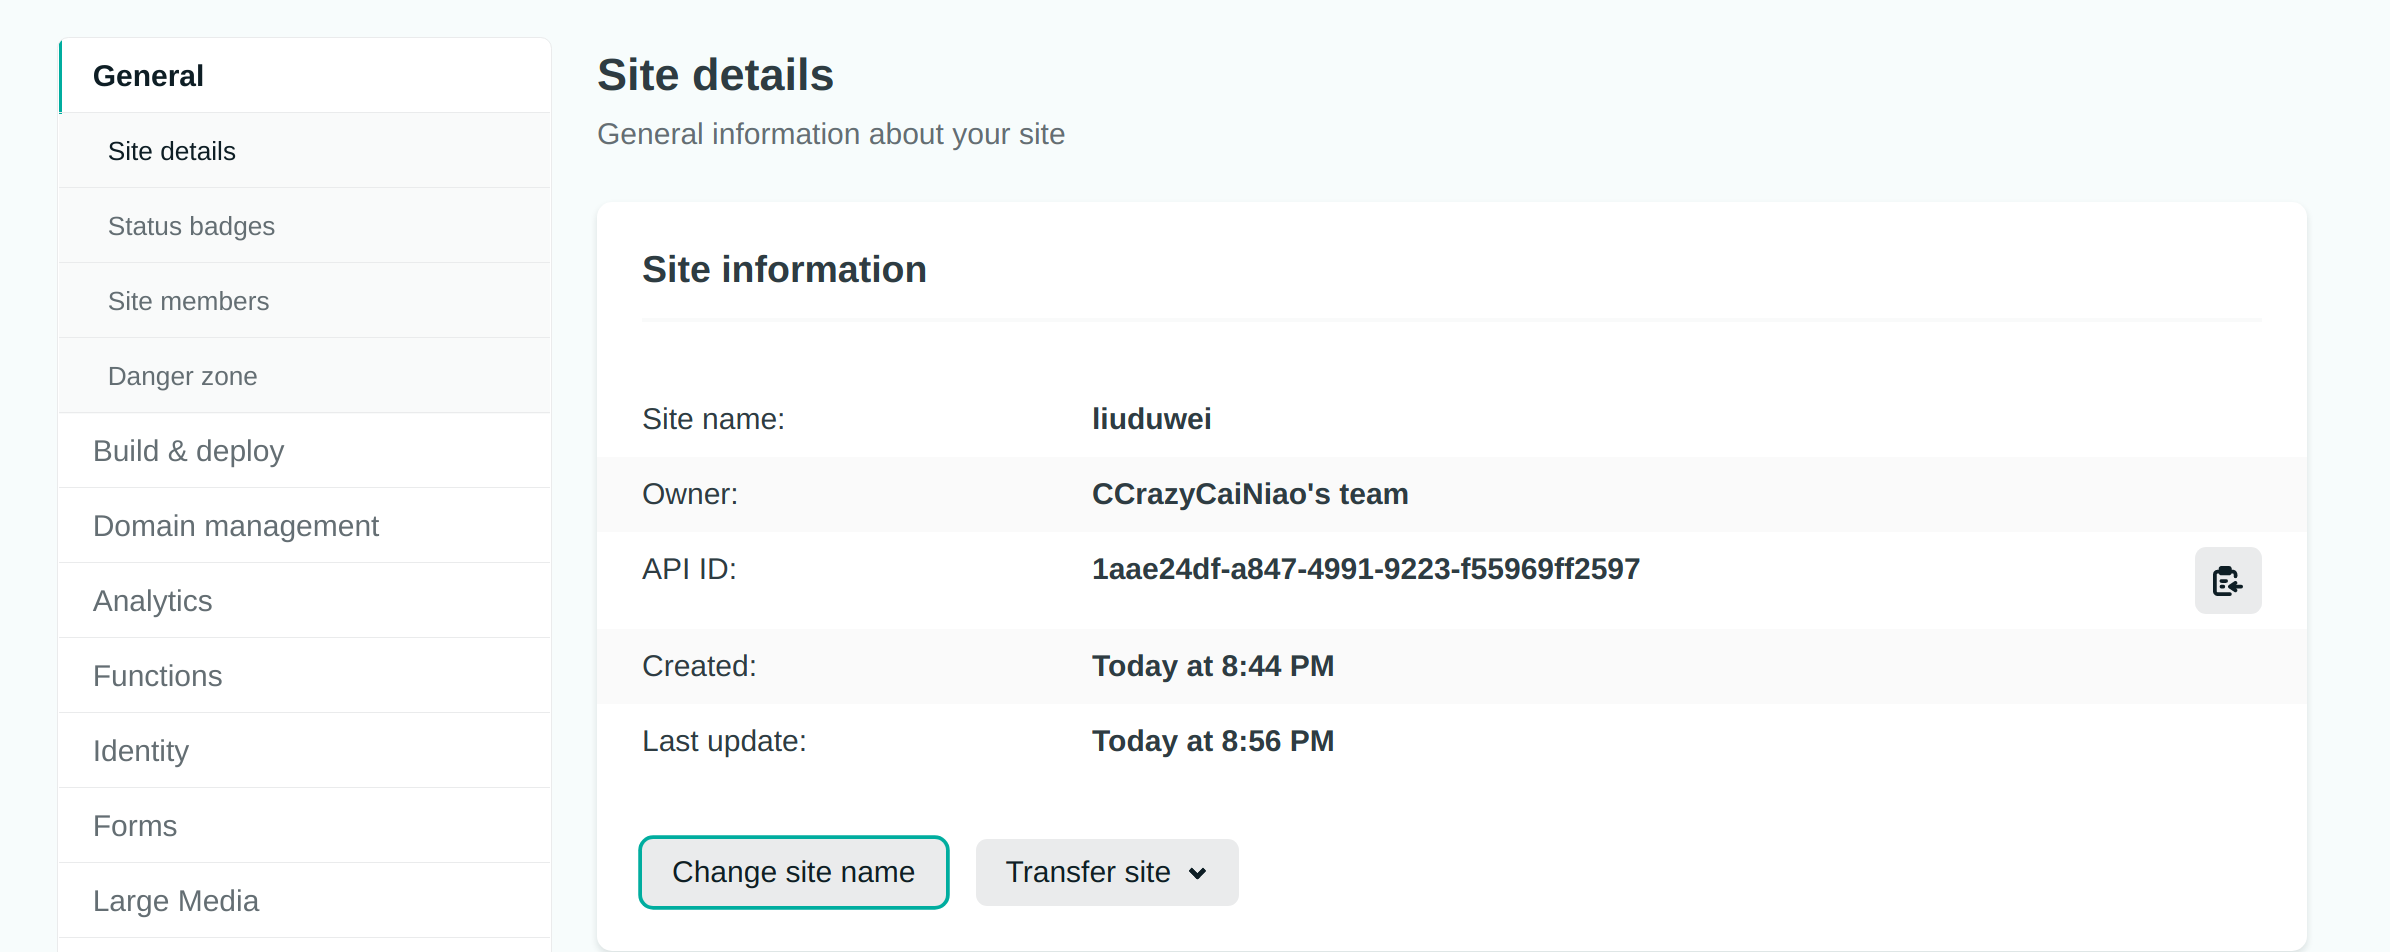 General
Site details
Status badges
Site members
Danger zone
Build & deploy
Domain management
Analytics
Functions
Identity
Forms
Large Media
Site details
General information about your site
Site information
Site name: liuduwei
Owner: CCrazyCaiNiao's team
API ID: 1aae24df-a847-4991-9223-f55969ff2597
Created: Today at 8:44 PM
Last update: Today at 8:56 PM
Change site name Transfer site